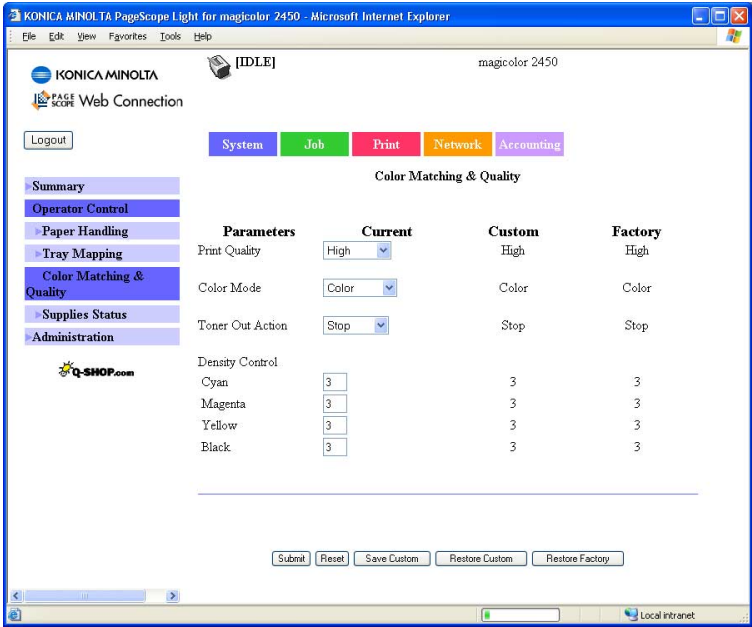 KONICA MINOLTA PageScope Light for magicolor 2450 - Microsoft Internet Explorer
File Edit View Favorites Tools Help
KONICA MINOLTA
[IDLE]
magicolor 2450
PAGE SCOPE Web Connection
Logout
System Job Print Network Accounting
Color Matching & Quality
Summary
Operator Control
Paper Handling
Tray Mapping
Color Matching &
Quality
Supplies Status
Administration
Q-SHOP.com
Parameters Current Custom Factory
Print Quality High High High
Color Mode Color Color Color
Toner Out Action Stop Stop Stop
Density Control
Cyan 3 3 3
Magenta 3 3 3
Yellow 3 3 3
Black 3 3 3
Submit Reset Save Custom Restore Custom Restore Factory
Local intranet